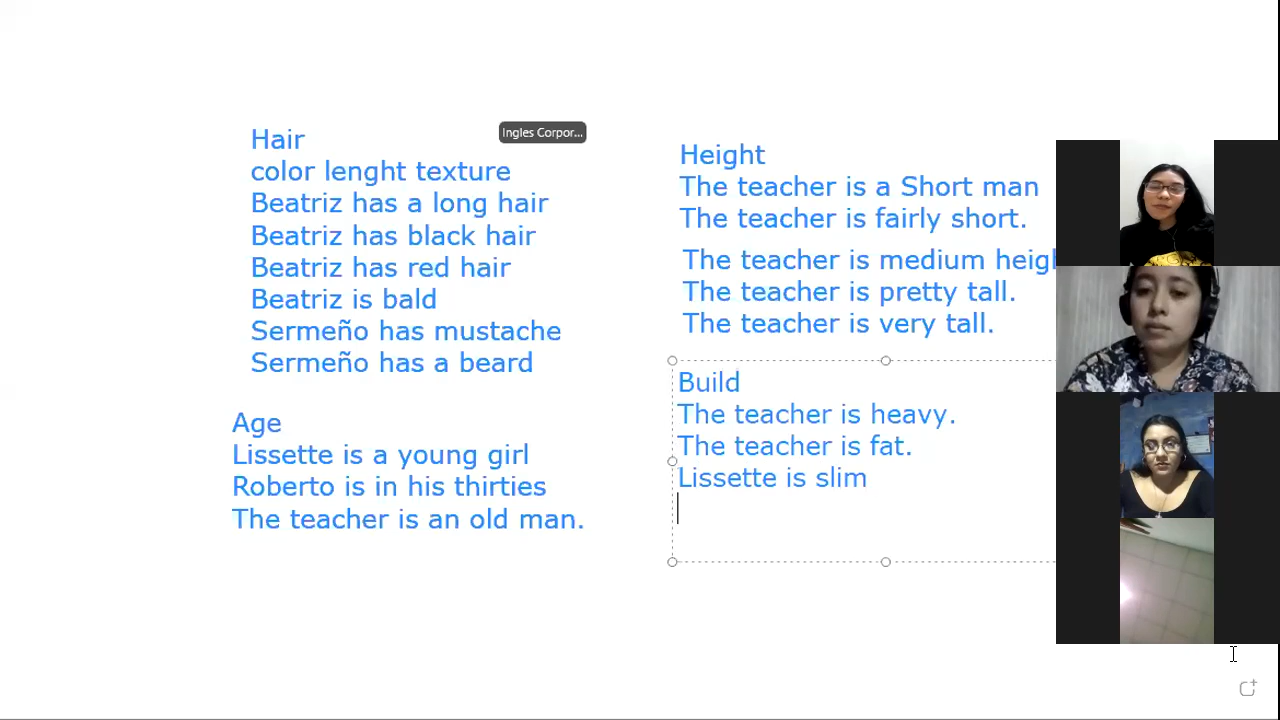 Ingles Corpor...
Hair
color lenght texture
Beatriz has a long hair
Beatriz has black hair
Beatriz has red hair
Beatriz is bald
Sermeño has mustache
Sermeño has a beard
Age
Lissette is a young girl
Roberto is in his thirties
The teacher is an old man.
Height
The teacher is a Short man
The teacher is fairly short.
The teacher is medium heigh
The teacher is pretty tall.
The teacher is very tall.
Build
The teacher is heavy.
The teacher is fat.
Lissette is slim